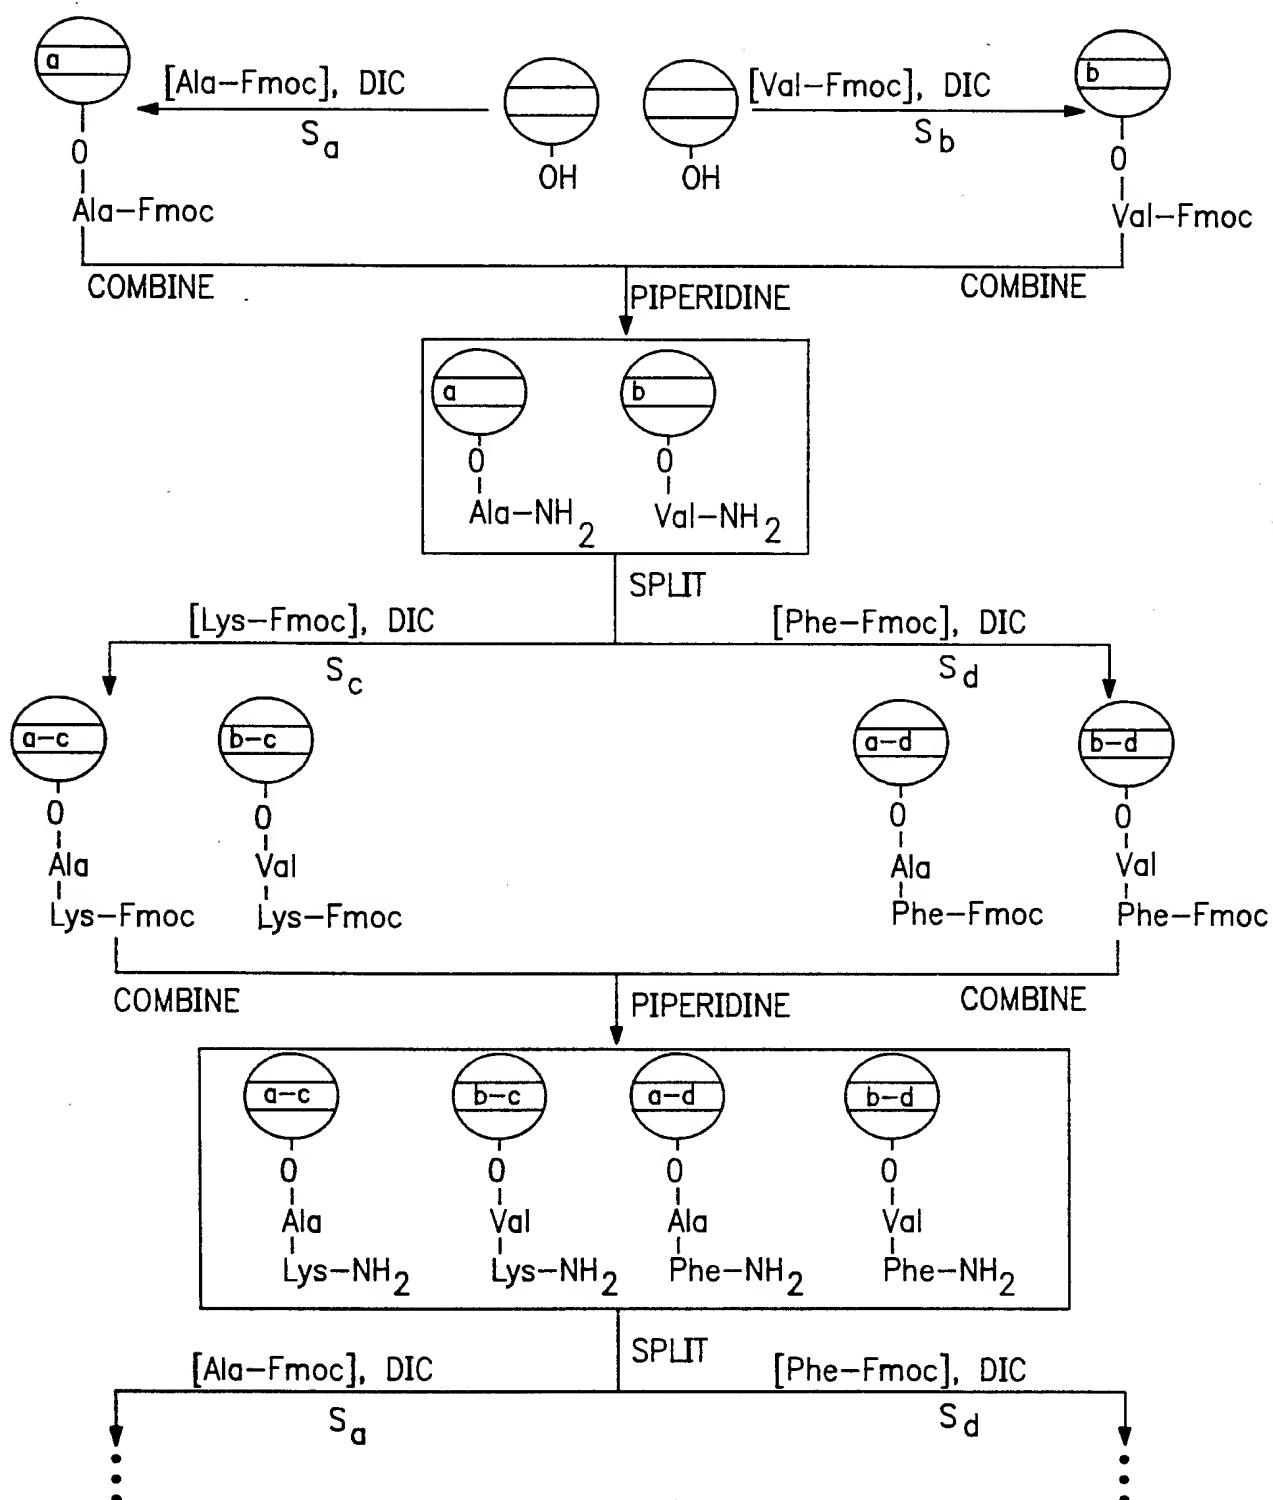 a
[Ala-Fmoc], DIC
Sa
OH
OH
[Val-Fmoc], DIC
Sb
b
O
Ala-Fmoc
O
Val-Fmoc
COMBINE
PIPERIDINE
COMBINE
a
b
O
O
Ala-NH2
Val-NH2
SPLIT
[Lys-Fmoc], DIC
Sc
[Phe-Fmoc], DIC
Sd
a-c
b-c
a-d
b-d
O
O
O
O
Ala
Val
Ala
Val
Lys-Fmoc
Lys-Fmoc
Phe-Fmoc
Phe-Fmoc
COMBINE
PIPERIDINE
COMBINE
a-c
b-c
a-d
b-d
O
O
O
O
Ala
Val
Ala
Val
Lys-NH2
Lys-NH2
Phe-NH2
Phe-NH2
SPLIT
[Ala-Fmoc], DIC
Sa
[Phe-Fmoc], DIC
Sd